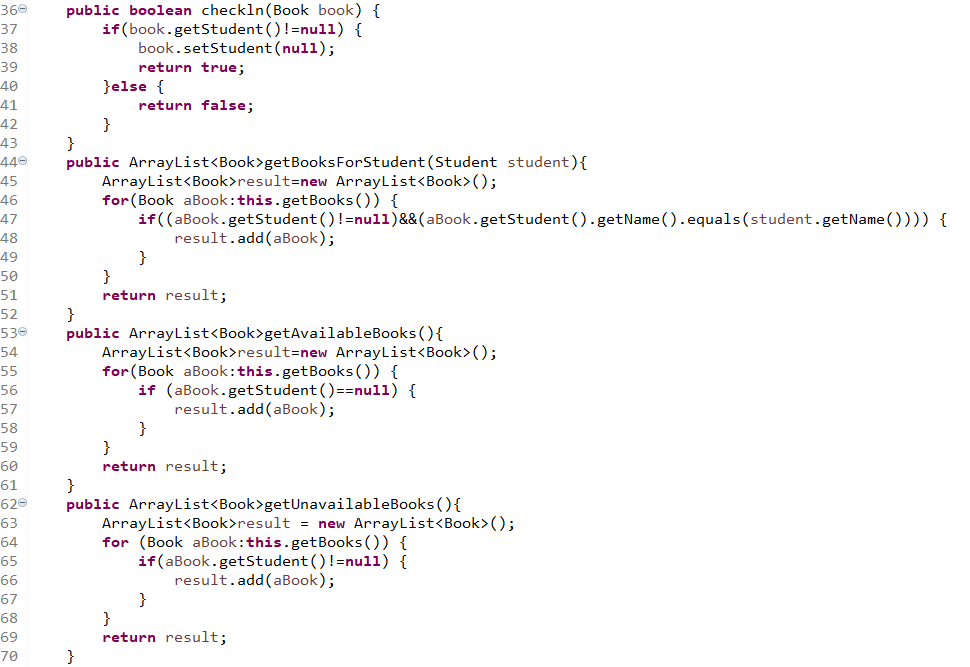 36 public boolean checkln(Book book) {
37 if(book.getStudent()!=null) {
38 book.setStudent(null);
39 return true;
40 }else {
41 return false;
42 }
43 }
44 public ArrayList<Book>getBooksForStudent(Student student){
45 ArrayList<Book>result=new ArrayList<Book>();
46 for(Book aBook:this.getBooks()) {
47 if((aBook.getStudent()!=null)&&(aBook.getStudent().getName().equals(student.getName()))) {
48 result.add(aBook);
49 }
50 }
51 return result;
52 }
53 public ArrayList<Book>getAvailableBooks(){
54 ArrayList<Book>result=new ArrayList<Book>();
55 for(Book aBook:this.getBooks()) {
56 if (aBook.getStudent()==null) {
57 result.add(aBook);
58 }
59 }
60 return result;
61 }
62 public ArrayList<Book>getUnavailableBooks(){
63 ArrayList<Book>result = new ArrayList<Book>();
64 for (Book aBook:this.getBooks()) {
65 if(aBook.getStudent()!=null) {
66 result.add(aBook);
67 }
68 }
69 return result;
70 }